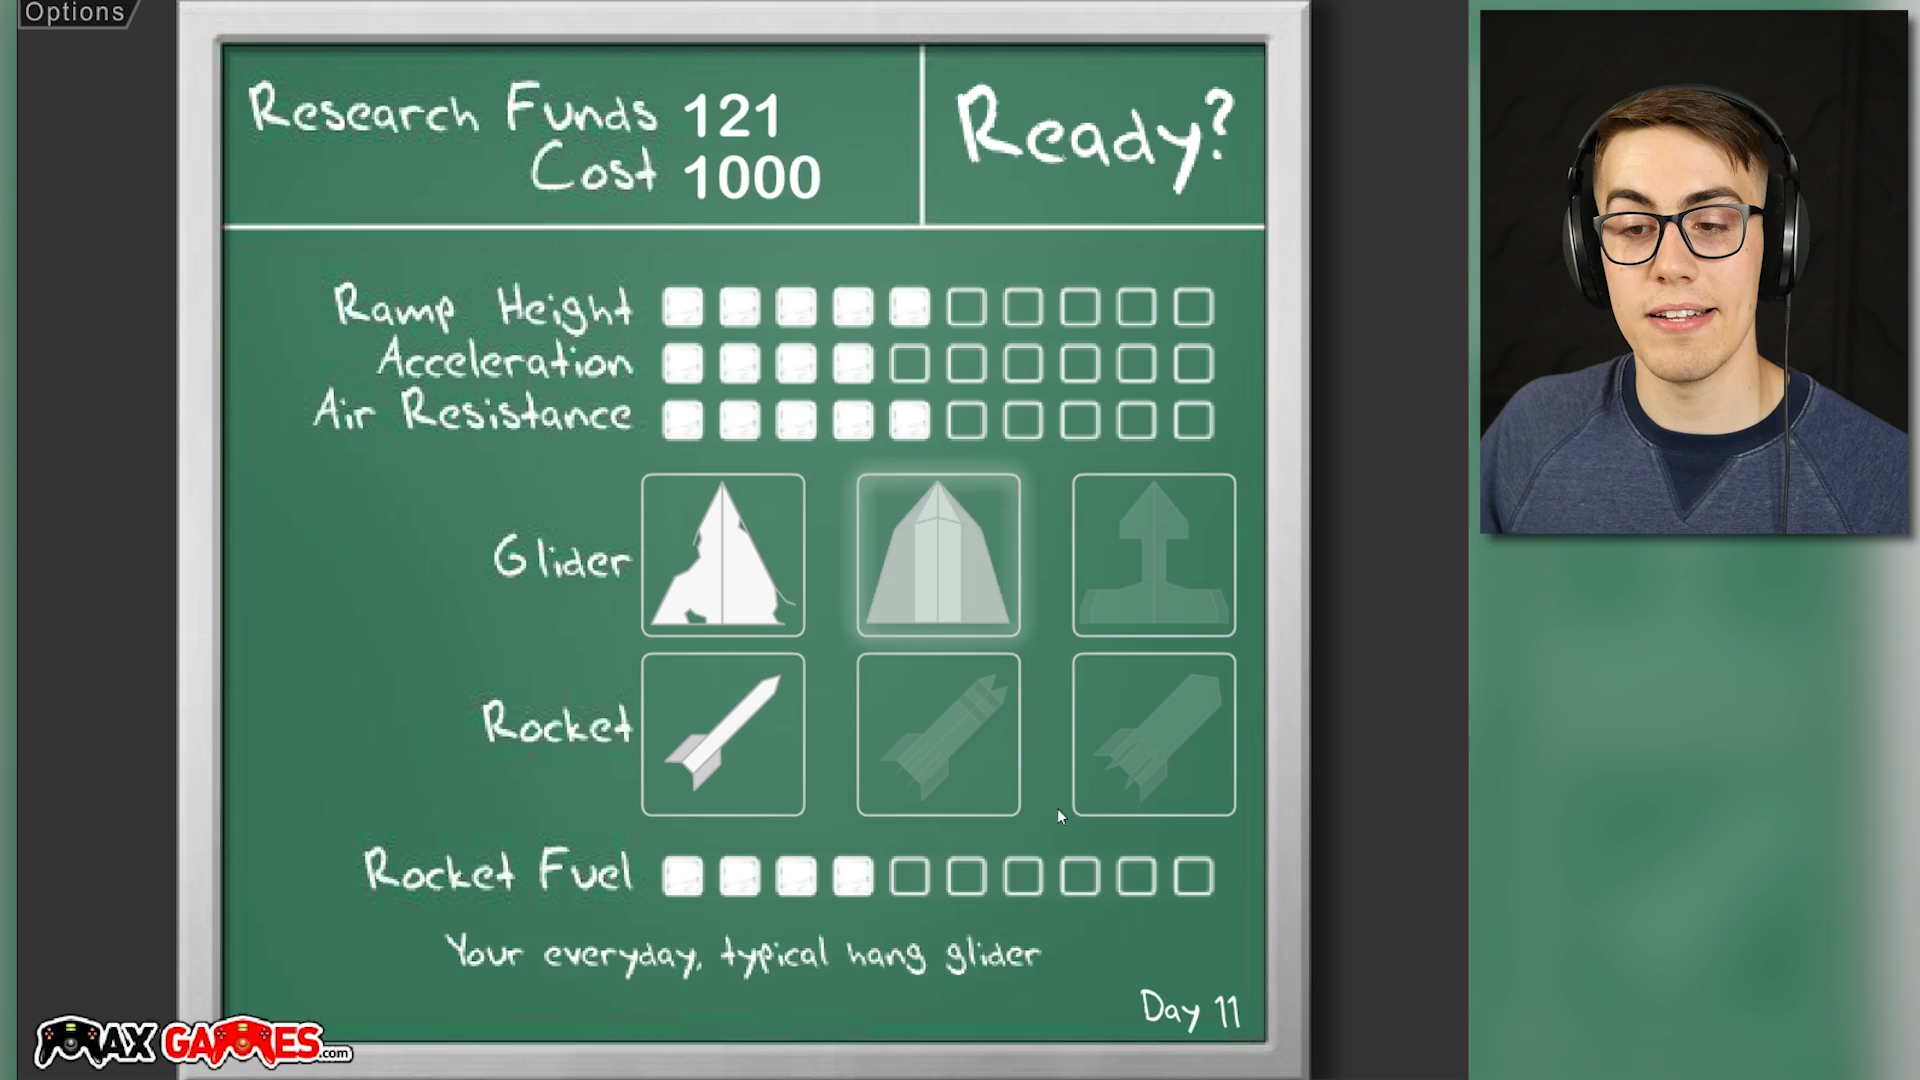 Options
Research Funds 121
Cost 1000
Ready?
Ramp Height
Acceleration
Air Resistance
Glider
Rocket
Rocket Fuel
Your everyday, typical hang glider
Day 11
MAX GAMES.com